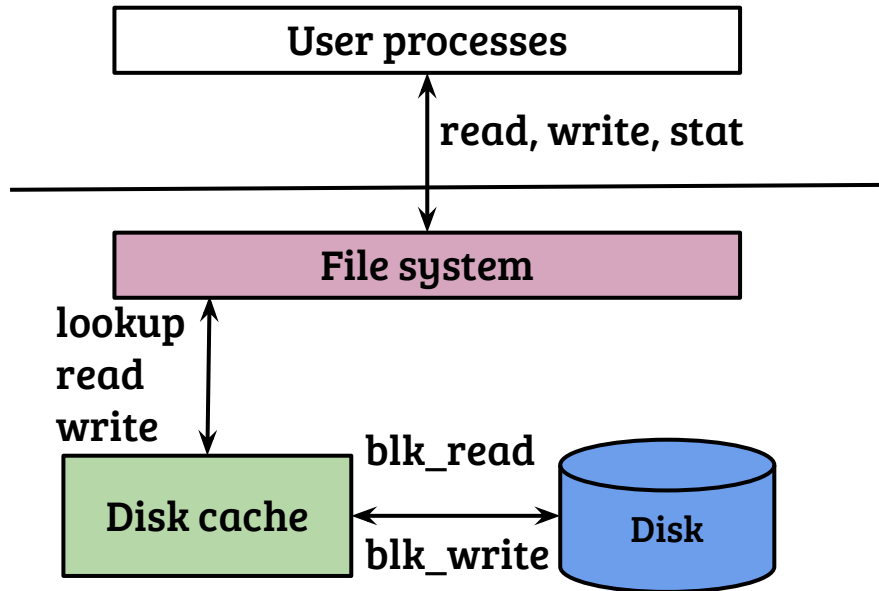 User processes
read, write, stat
File system
lookup
read
write
Disk cache
blk_read
blk_write
Disk